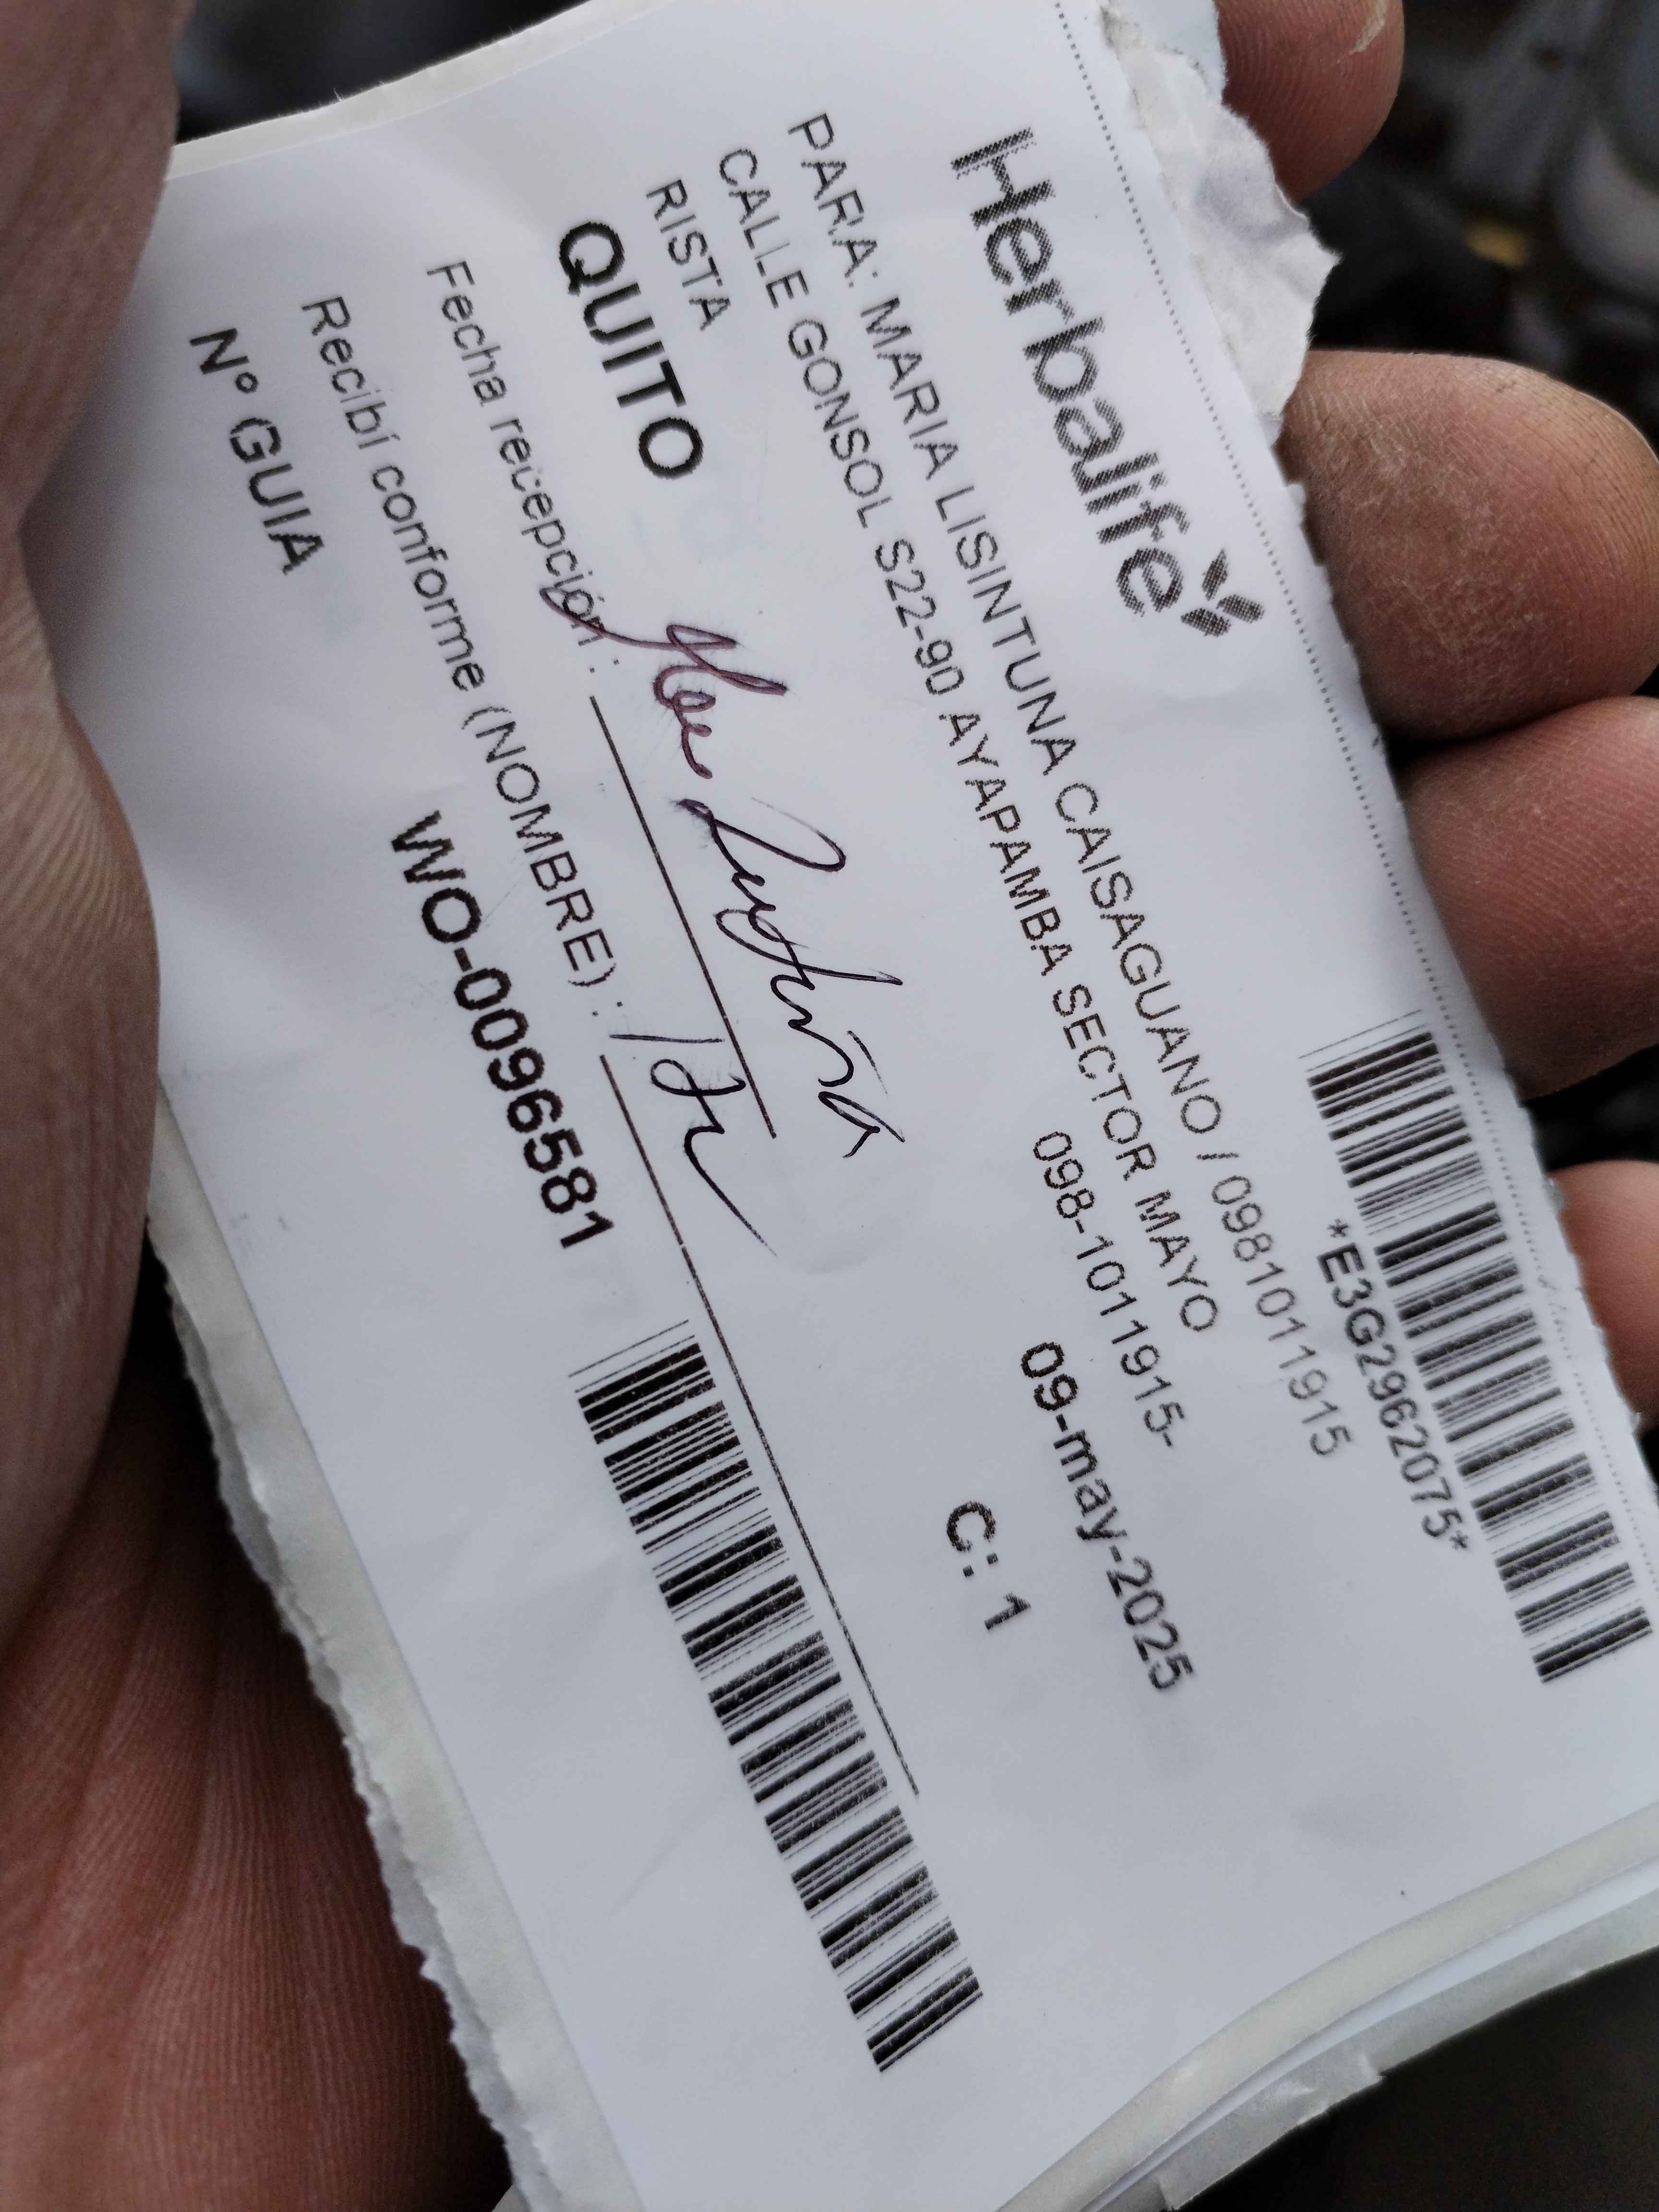 Herbalife
*E3G2962075*
PARA: MARIA LISINTUNA CAISAGUANO / 0981011915
CALLE GONSOL S22-90 AYAPAMBA SECTOR MAYO
RISTA
098-1011915-
QUITO
09-may-2025
C: 1
Fecha recepción :
Recibí conforme (NOMBRE) :
Nº GUIA
WO-0096581